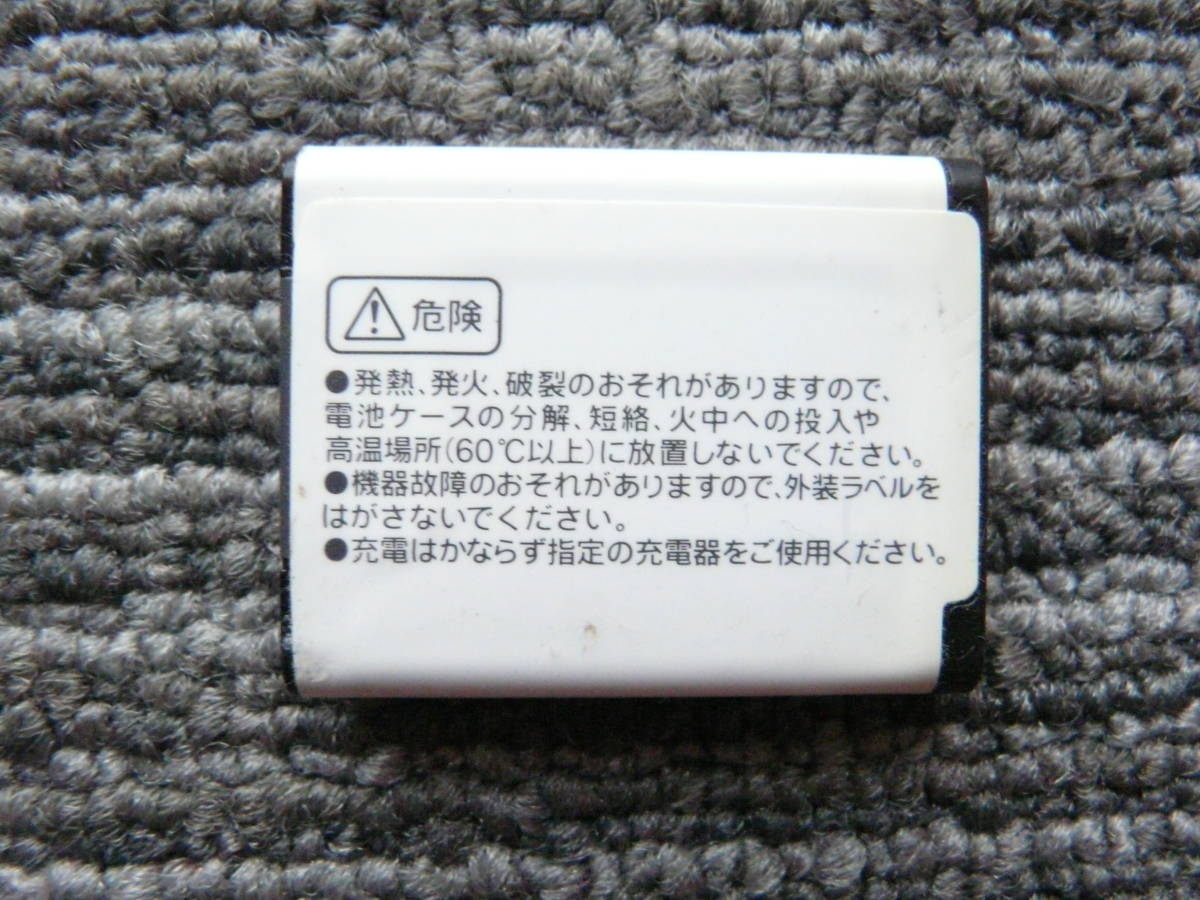 危険
●発熱、発火、破裂のおそれがありますので、
電池ケースの分解、短絡、火中への投入や
高温場所(60℃以上)に放置しないでください。
●機器故障のおそれがありますので、外装ラベルを
はがさないでください。
●充電はかならず指定の充電器をご使用ください。